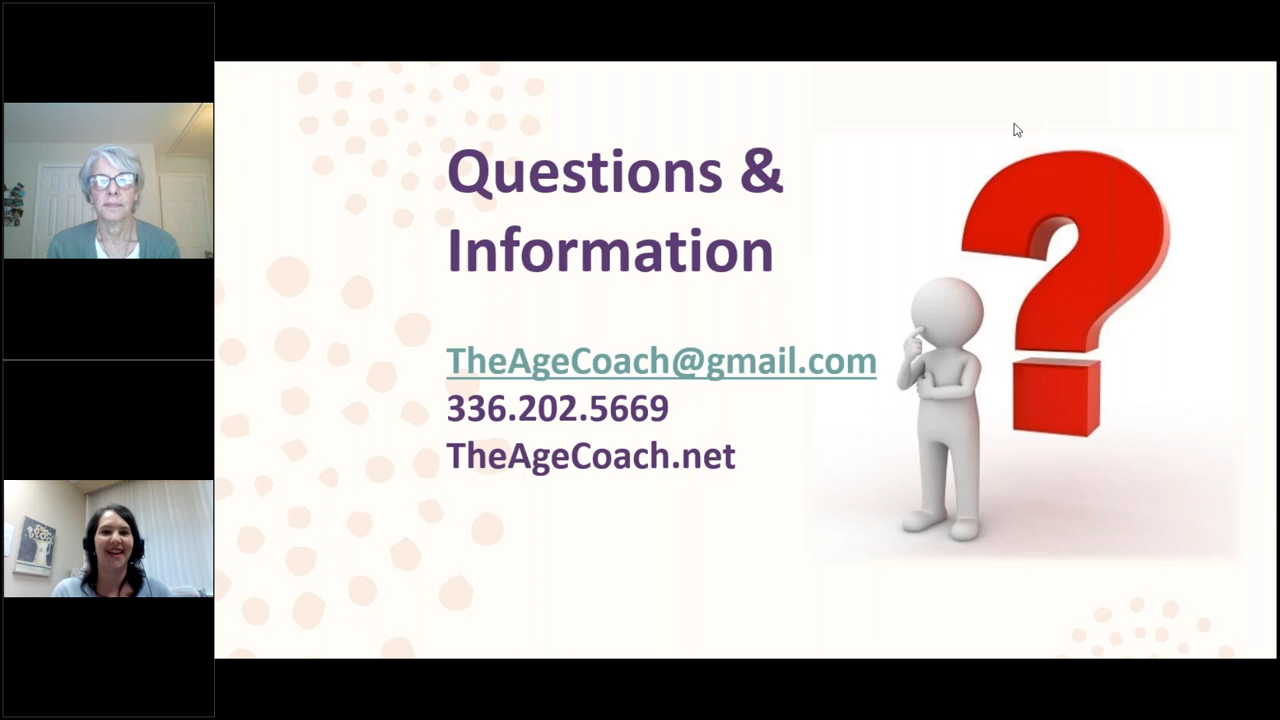 Questions &
Information
TheAgeCoach@gmail.com
336.202.5669
TheAgeCoach.net